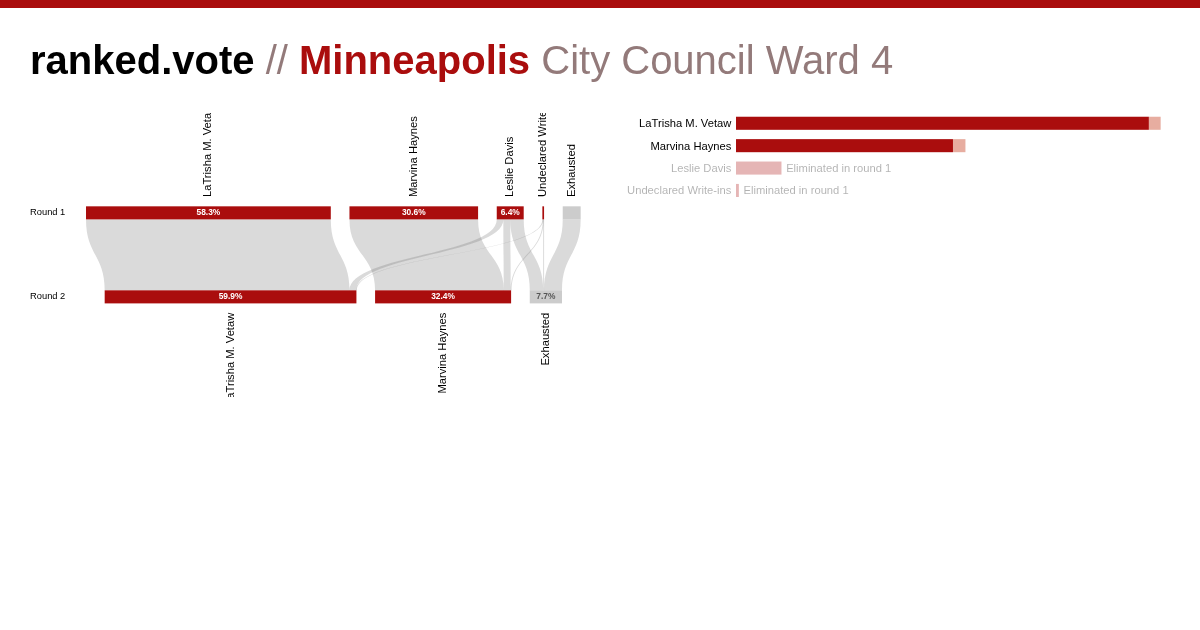 ranked.vote // Minneapolis City Council Ward 4
LaTrisha M. Veta
Marvina Haynes
Leslie Davis
Undeclared Write
Exhausted
Round 1
58.3%
30.6%
6.4%
Round 2
59.9%
32.4%
7.7%
aTrisha M. Vetaw
Marvina Haynes
Exhausted
LaTrisha M. Vetaw
Marvina Haynes
Leslie Davis Eliminated in round 1
Undeclared Write-ins Eliminated in round 1